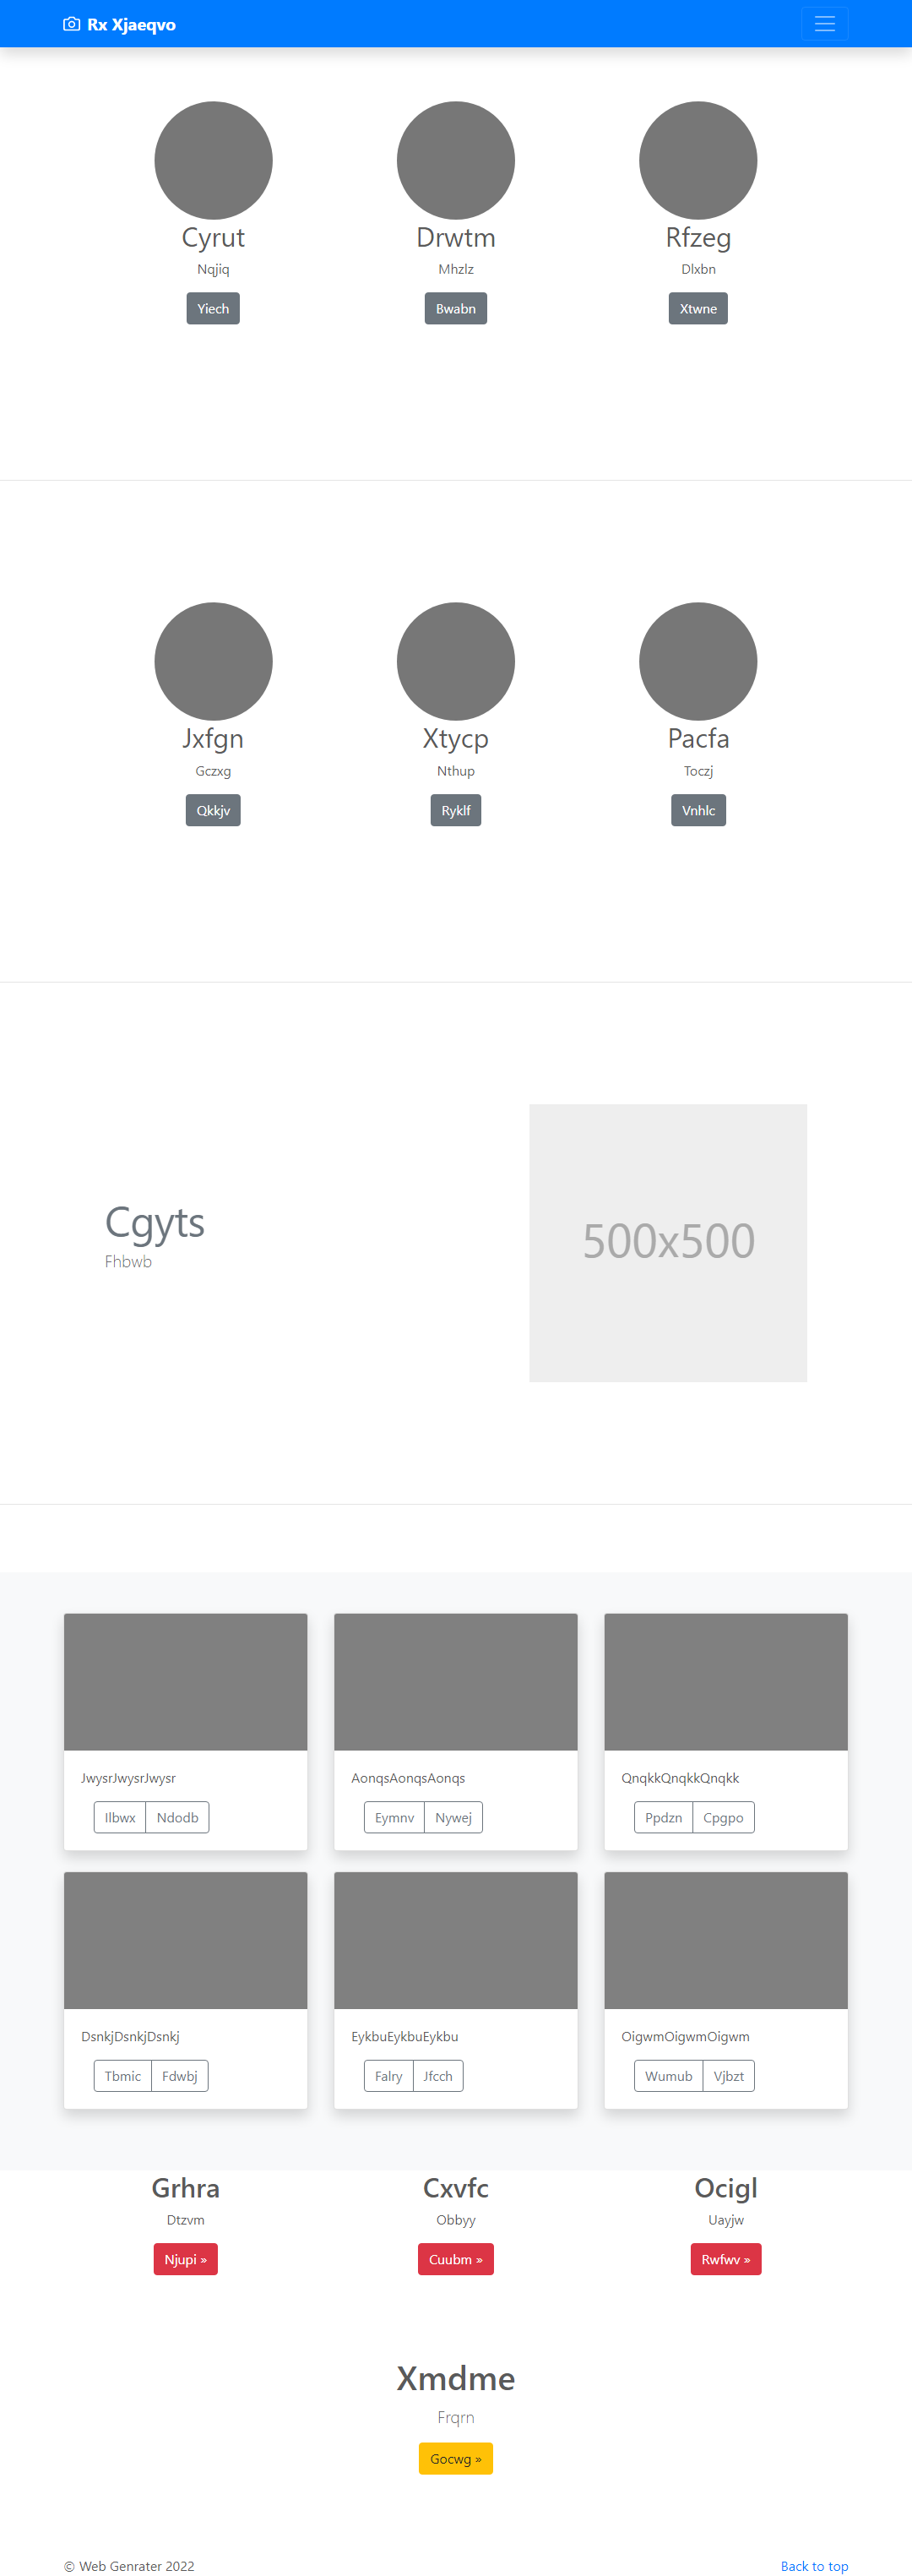 Rx Xjaeqvo
Cyrut Drwtm Rfzeg
Nqjiq Mhzlz Dlxbn
Yiech Bwabn Xtwne
Jxfgn Xtycp Pacfa
Gczxg Nthup Toczj
Qkkjv Ryklf Vnhlc
Cgyts
Fhbwb
500x500
JwysrJwysrJwysr AonqsAonqsAonqs QnqkkQnqkkQnqkk
Ilbwx Ndodb Eymnv Nywej Ppdzn Cpgpo
DsnkjDsnkjDsnkj EykbuEykbuEykbu OigwmOigwmOigwm
Tbmic Fdwbj Falry Jfcch Wumub Vjbzt
Grhra Cxvfc Ocigl
Dtzvm Obbyy Uayjw
Njupi » Cuubm » Rwfwv »
Xmdme
Frqrn
Gocwg »
© Web Genrater 2022 Back to top